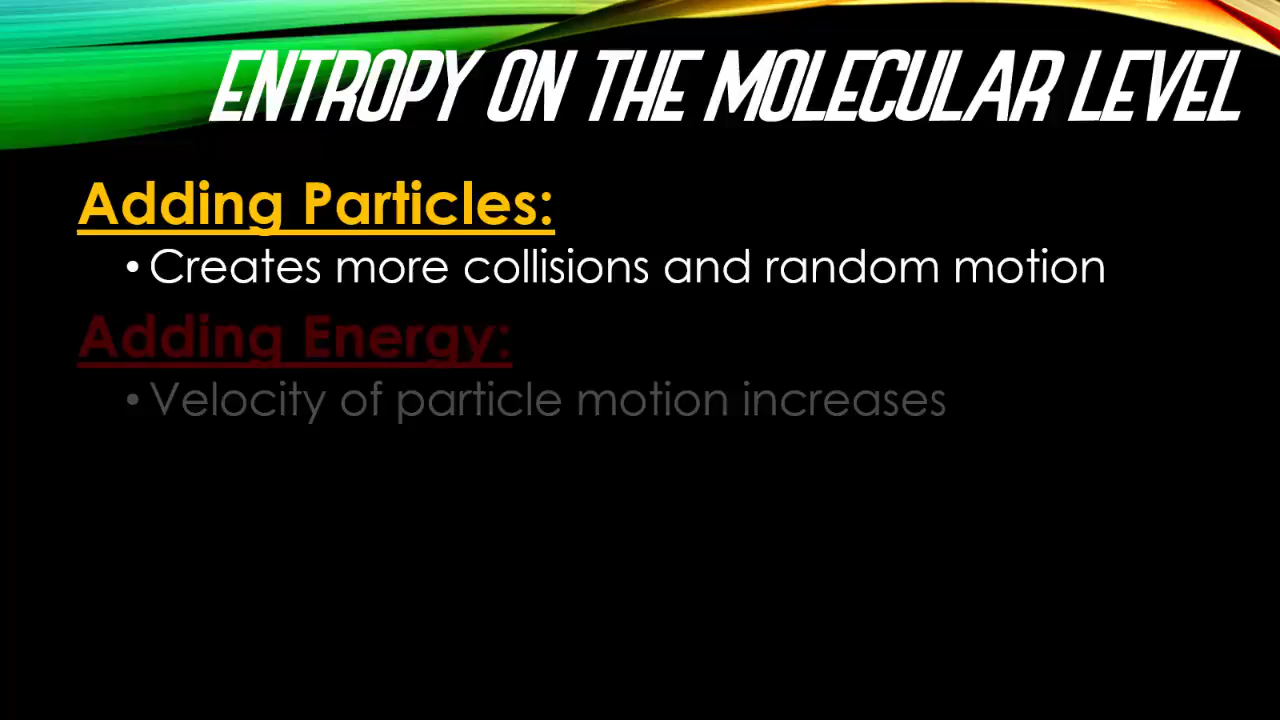 ENTROPY ON THE MOLECULAR LEVEL
Adding Particles:
• Creates more collisions and random motion
Adding Energy:
• Velocity of particle motion increases